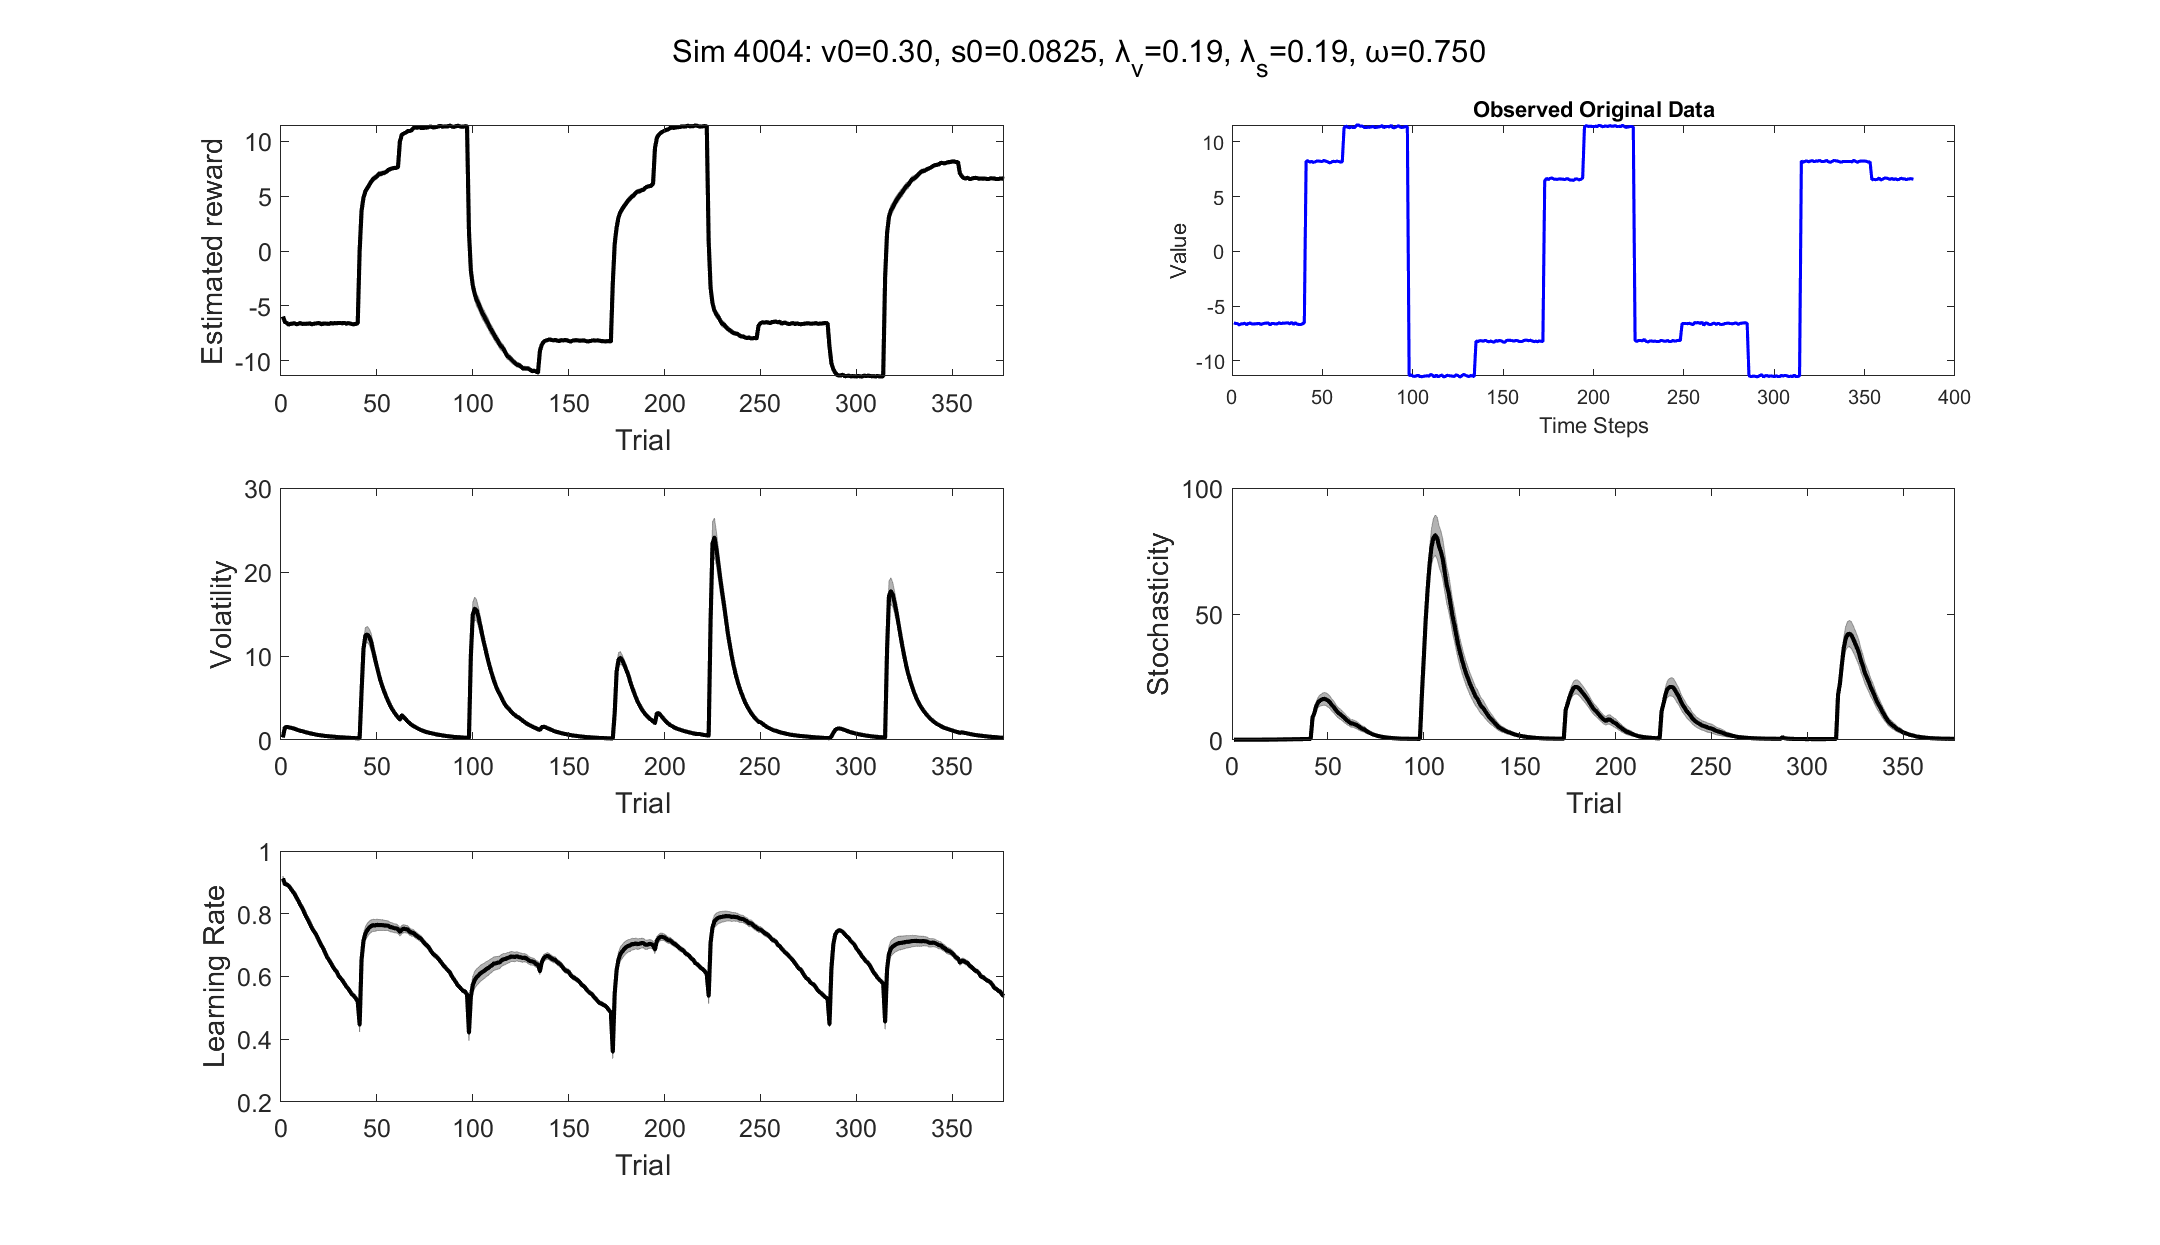 Sim 4004: v0=0.30, s0=0.0825, λ_v=0.19, λ_s=0.19, ω=0.750
Estimated reward
10
5
0
-5
-10
0 50 100 150 200 250 300 350
Trial
Observed Original Data
Value
10
5
0
-5
-10
0 50 100 150 200 250 300 350 400
Time Steps
Volatility
30
20
10
0
0 50 100 150 200 250 300 350
Trial
Stochasticity
100
50
0
0 50 100 150 200 250 300 350
Trial
Learning Rate
1
0.8
0.6
0.4
0.2
0 50 100 150 200 250 300 350
Trial